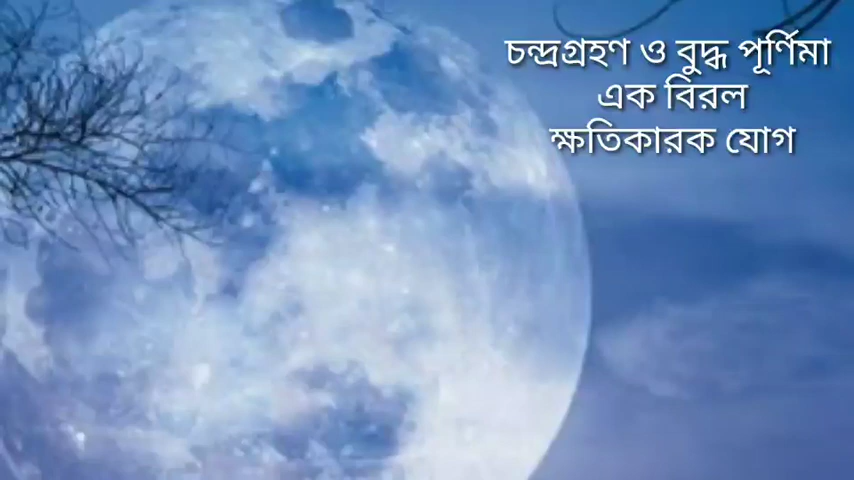 চন্দ্রগ্রহণ ও বুদ্ধ পূর্ণিমা
এক বিরল
ক্ষতিকারক যোগ